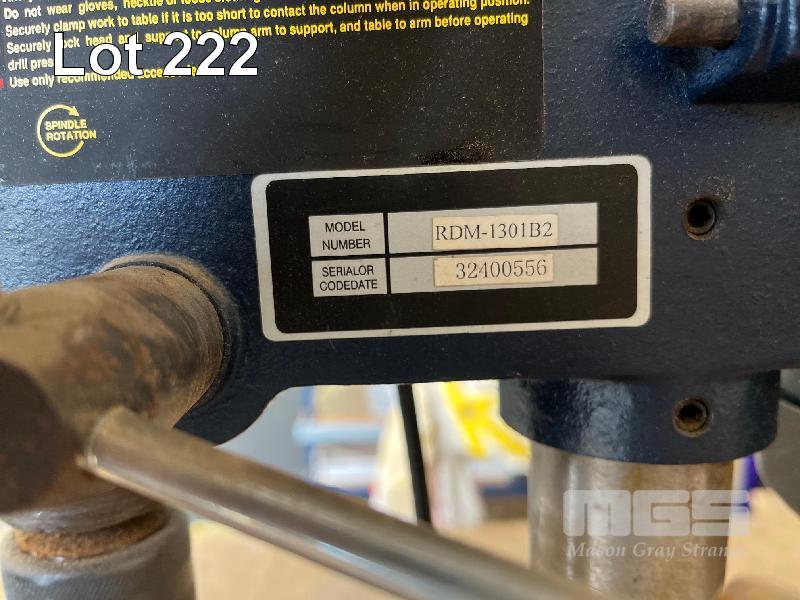 Do not wear gloves, necktie or loose
Securely clamp work to table if it is too short to contact the column when in operating position.
Securely lock head and support to column arm to support, and table to arm before operating
drill press
Use only recommended
Lot 222
SPINDLE
ROTATION
MODEL
NUMBER
RDM-1301B2
SERIALOR
CODEDATE
32400556
MGS
Mason Gray Strange